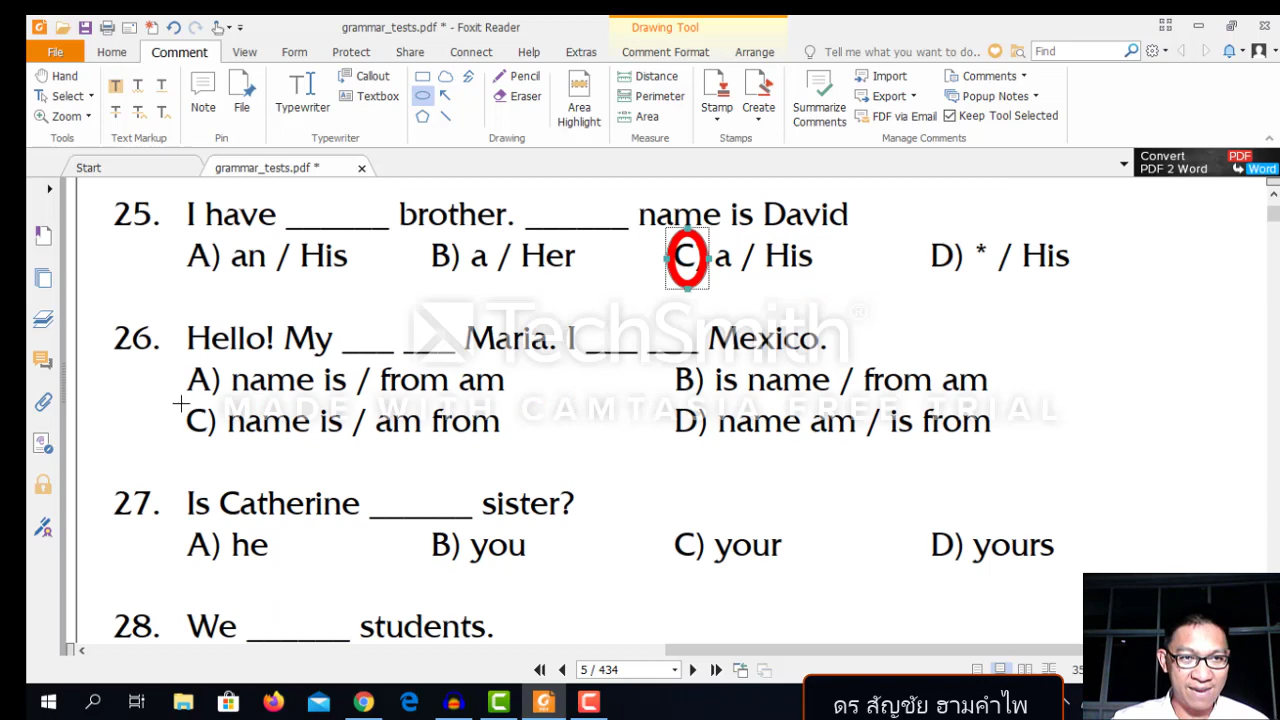 grammar_tests.pdf * - Foxit Reader
Drawing Tool
File Home Comment View Form Protect Share Connect Help Extras Comment Format Arrange Tell me what you want to do.. Find
Hand
Select
Zoom
Tools
Text Markup
Note
File
Pin
Typewriter
Callout
Textbox
Typewriter
Pencil
Eraser
Drawing
Area
Highlight
Distance
Perimeter
Area
Measure
Stamp
Create
Stamps
Summarize
Comments
Import
Export
FDF via Email
Comments
Popup Notes
Keep Tool Selected
Manage Comments
Start
grammar_tests.pdf *
Convert PDF
PDF 2 Word Word
25. I have ______ brother. ______ name is David
A) an / His B) a / Her C) a / His D) * / His
26. Hello! My ___ ___ Maria. I ___ ___ Mexico.
A) name is / from am B) is name / from am
C) name is / am from D) name am / is from
TechSmith®
MADE WITH CAMTASIA FREE TRIAL
27. Is Catherine ______ sister?
A) he B) you C) your D) yours
28. We ______ students.
5 / 434
35
ดร สัญชัย ฮามคำไพ